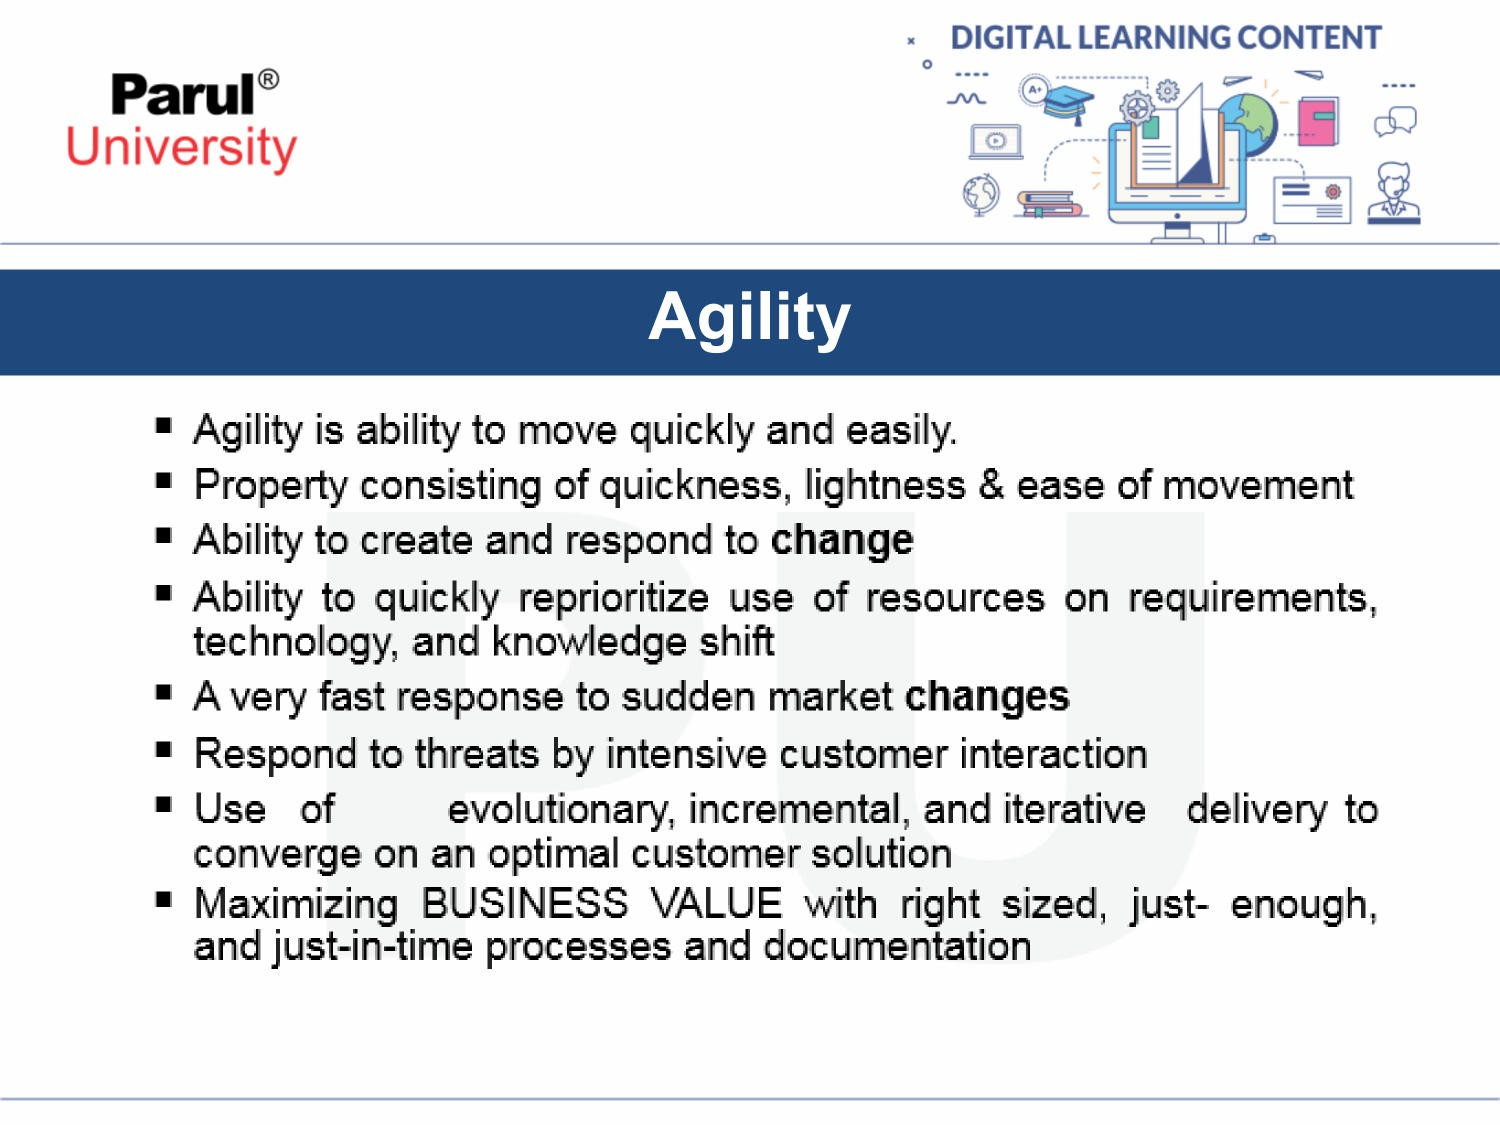 DIGITAL LEARNING CONTENT
Parul®
University
A+
Agility
▪ Agility is ability to move quickly and easily.
▪ Property consisting of quickness, lightness & ease of movement
▪ Ability to create and respond to change
▪ Ability to quickly reprioritize use of resources on requirements,
technology, and knowledge shift
▪ A very fast response to sudden market changes
▪ Respond to threats by intensive customer interaction
▪ Use of evolutionary, incremental, and iterative delivery to
converge on an optimal customer solution
▪ Maximizing BUSINESS VALUE with right sized, just- enough,
and just-in-time processes and documentation
PU